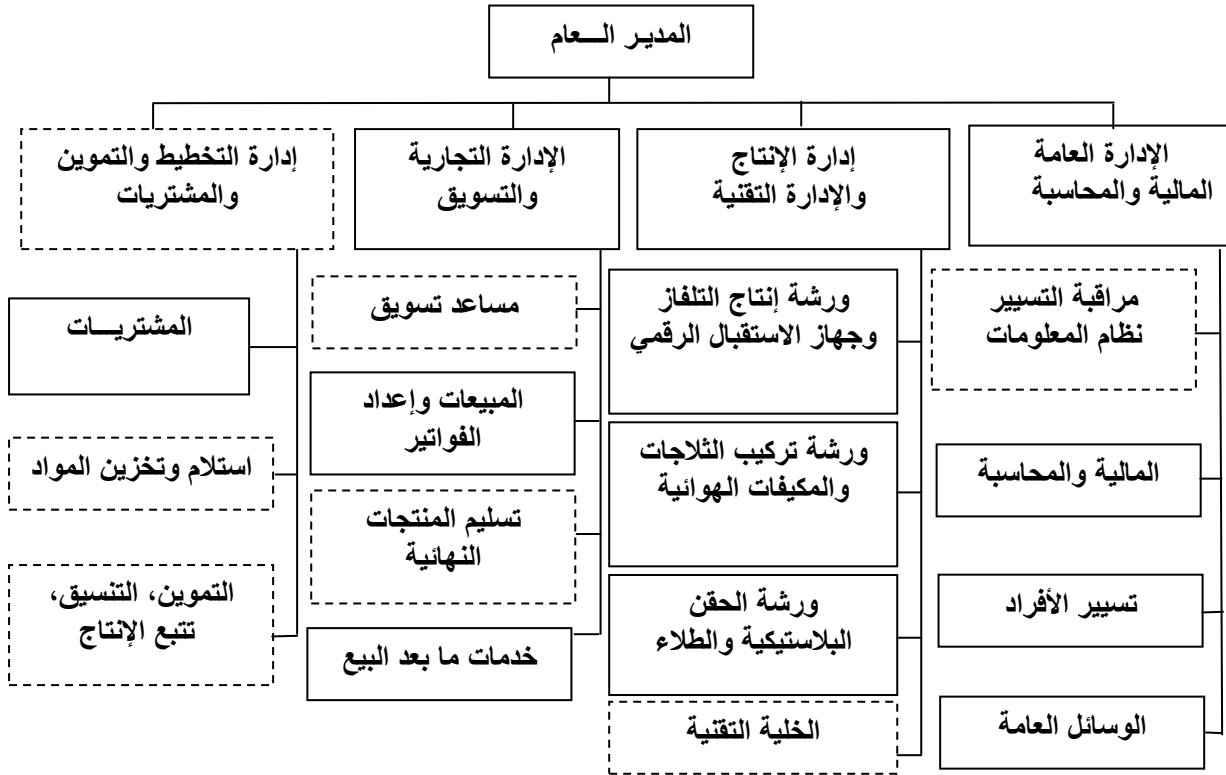 المديـر الـــعام
الإدارة العامة
المالية والمحاسبة
إدارة الإنتاج
والإدارة التقنية
الإدارة التجارية
والتسويق
إدارة التخطيط والتموين
والمشتريات
مراقبة التسيير
نظام المعلومات
المالية والمحاسبة
تسيير الأفراد
الوسائل العامة
ورشة إنتاج التلفاز
وجهاز الاستقبال الرقمي
ورشة تركيب الثلاجات
والمكيفات الهوائية
ورشة الحقن
البلاستيكية والطلاء
الخلية التقنية
مساعد تسويق
المبيعات وإعداد
الفواتير
تسليم المنتجات
النهائية
خدمات ما بعد البيع
المشتريـــات
استلام وتخزين المواد
التموين، التنسيق،
تتبع الإنتاج